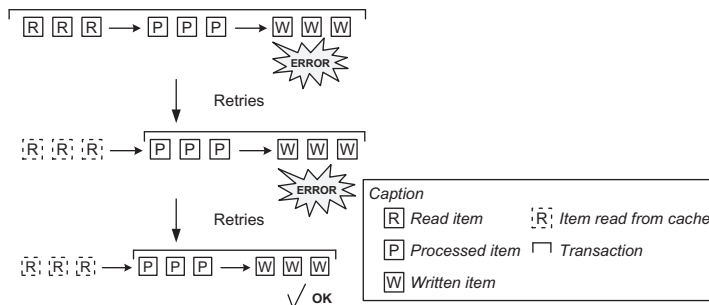 R R R P P P W W W
ERROR
Retries
R R R P P P W W W
ERROR
Retries
R R R P P P W W W
OK
Caption
R Read item R Item read from cache
P Processed item Transaction
W Written item